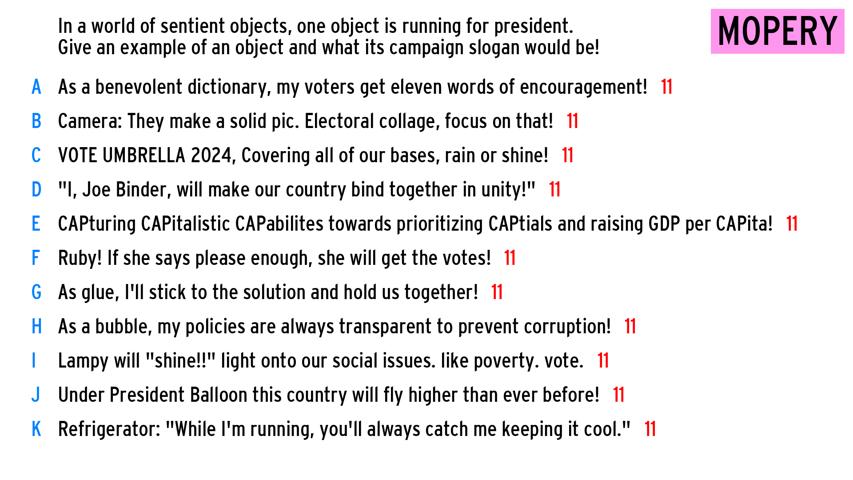 In a world of sentient objects, one object is running for president.
Give an example of an object and what its campaign slogan would be!
MOPERY
A As a benevolent dictionary, my voters get eleven words of encouragement! 11
B Camera: They make a solid pic. Electoral collage, focus on that! 11
C VOTE UMBRELLA 2024, Covering all of our bases, rain or shine! 11
D "I, Joe Binder, will make our country bind together in unity!" 11
E CAPturing CAPitalistic CAPabilites towards prioritizing CAPtials and raising GDP per CAPita! 11
F Ruby! If she says please enough, she will get the votes! 11
G As glue, I'll stick to the solution and hold us together! 11
H As a bubble, my policies are always transparent to prevent corruption! 11
I Lampy will "shine!!" light onto our social issues. like poverty. vote. 11
J Under President Balloon this country will fly higher than ever before! 11
K Refrigerator: "While I'm running, you'll always catch me keeping it cool." 11